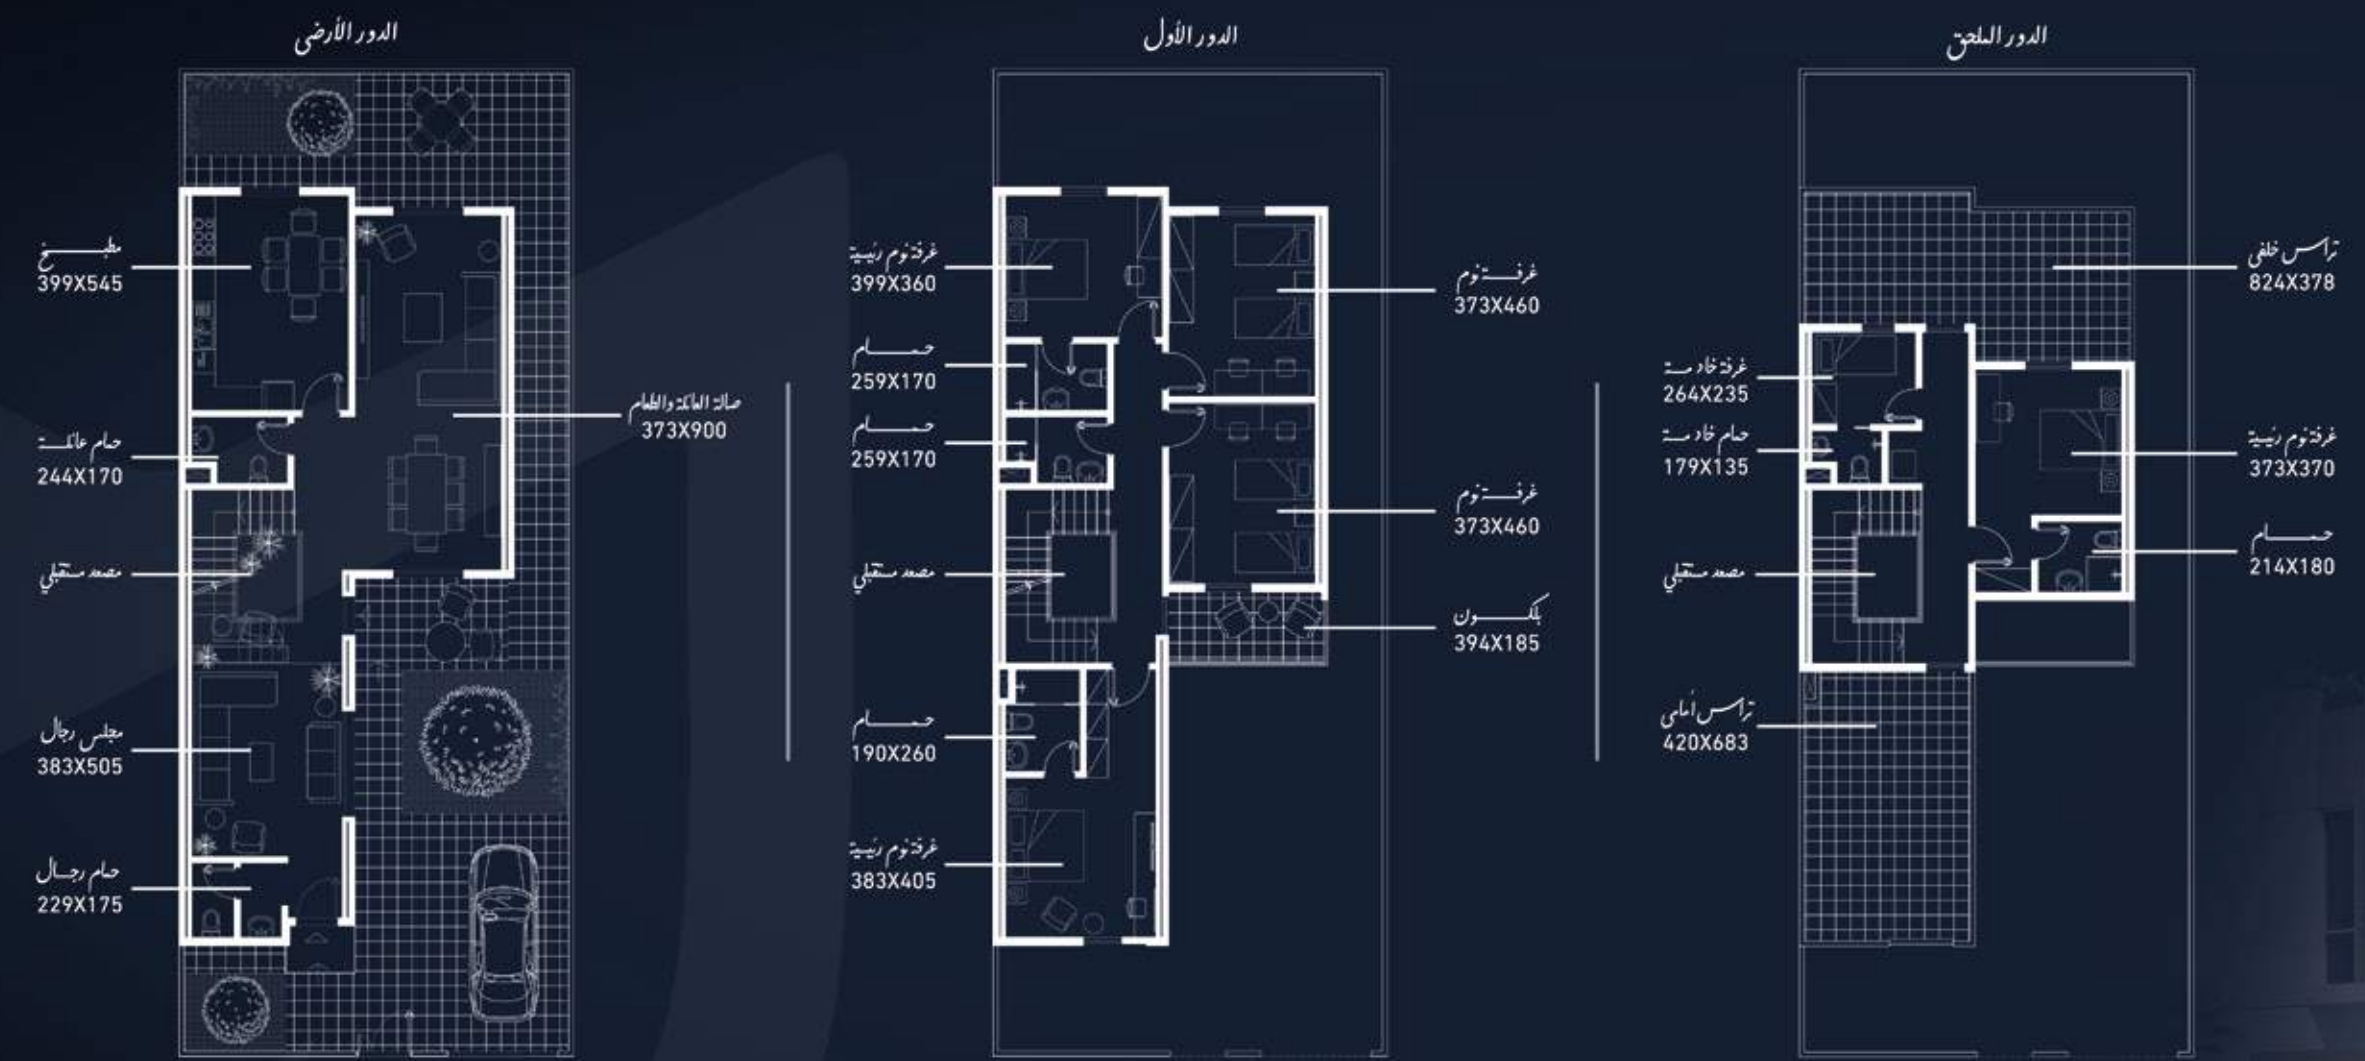 الدور الأرضي
مطبخ
399X545
حمام عائلة
244X170
مصعد مستقبلي
مجلس رجال
383X505
حمام رجال
229X175
صالة العائلة والطعام
373X900
الدور الأول
غرفة نوم رئيسية
399X360
حمام
259X170
حمام
259X170
مصعد مستقبلي
حمام
190X260
غرفة نوم رئيسية
383X405
غرفة نوم
373X460
غرفة نوم
373X460
بلكون
394X185
الدور الملحق
غرفة خادمة
264X235
حمام خادمة
179X135
مصعد مستقبلي
تراس أمامي
420X683
تراس خلفي
824X378
غرفة نوم رئيسية
373X370
حمام
214X180